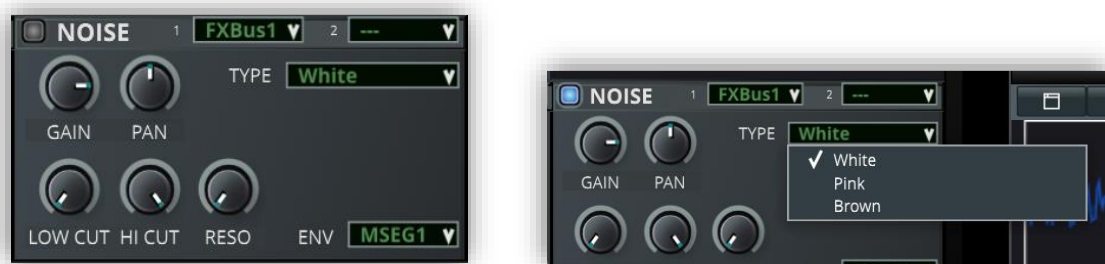 NOISE 1 FXBus1 2 ---
TYPE White
GAIN PAN
LOW CUT HI CUT RESO ENV MSEG1
NOISE 1 FXBus1 2 ---
TYPE White
✓ White
GAIN PAN Pink
Brown